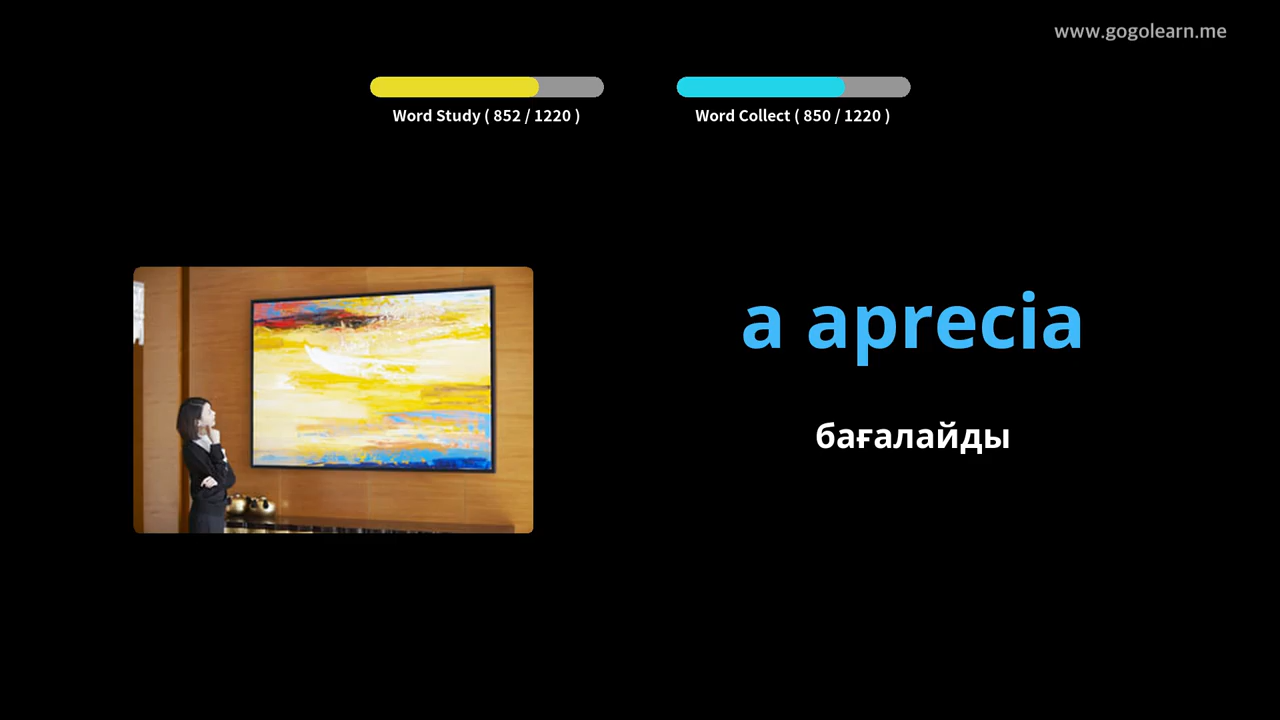 www.gogolearn.me
Word Study ( 852 / 1220 )
Word Collect ( 850 / 1220 )
a aprecia
бағалайды